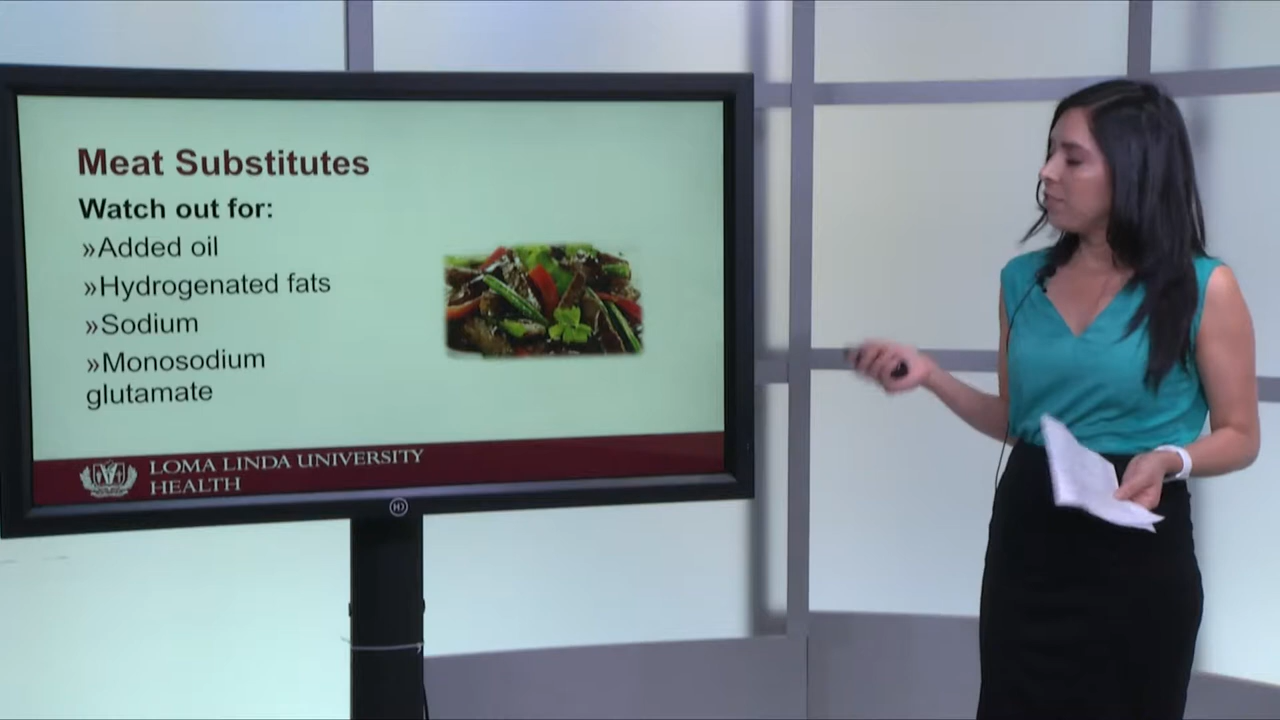 Meat Substitutes
Watch out for:
»Added oil
»Hydrogenated fats
»Sodium
»Monosodium
glutamate
LOMA LINDA UNIVERSITY
HEALTH